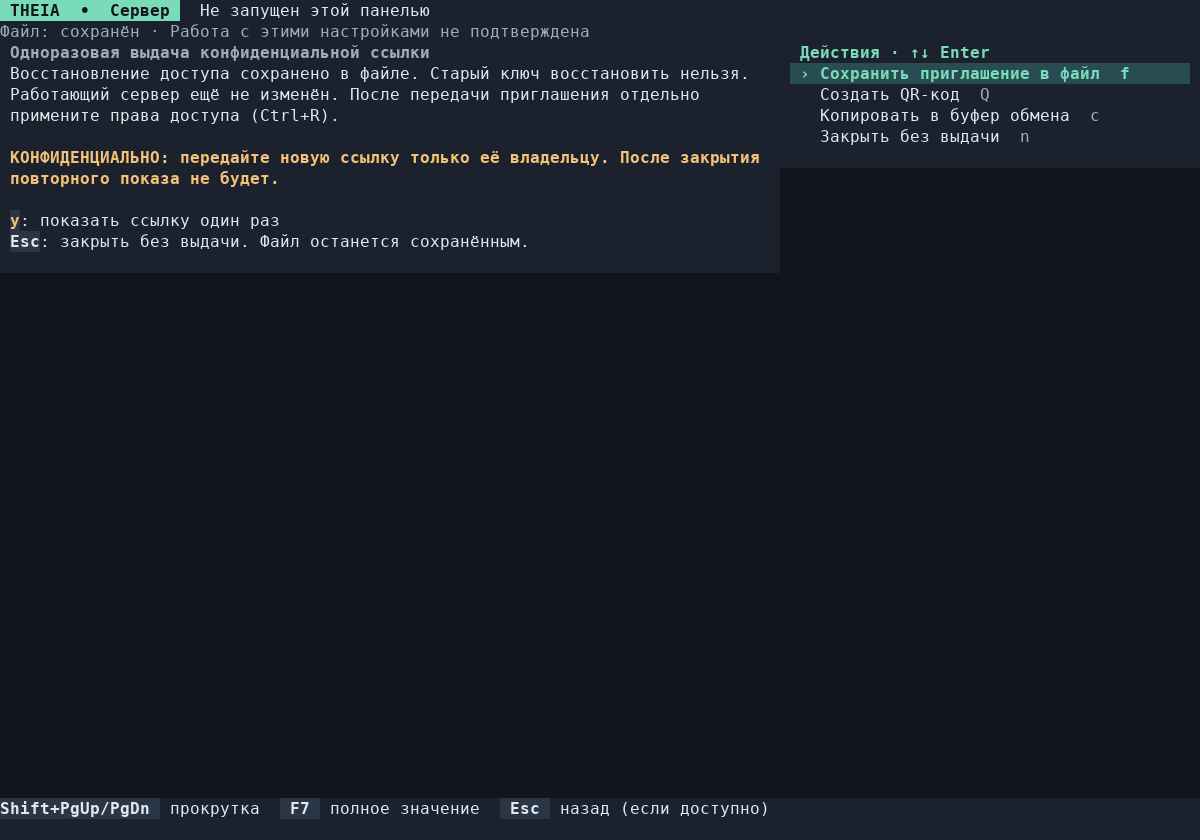 THEIA • Сервер Не запущен этой панелью
Файл: сохранён · Работа с этими настройками не подтверждена
Одноразовая выдача конфиденциальной ссылки
Восстановление доступа сохранено в файле. Старый ключ восстановить нельзя.
Работающий сервер ещё не изменён. После передачи приглашения отдельно
примените права доступа (Ctrl+R).
КОНФИДЕНЦИАЛЬНО: передайте новую ссылку только её владельцу. После закрытия
повторного показа не будет.
y: показать ссылку один раз
Esc: закрыть без выдачи. Файл останется сохранённым.
Действия · ↑↓ Enter
› Сохранить приглашение в файл f
Создать QR-код Q
Копировать в буфер обмена c
Закрыть без выдачи n
Shift+PgUp/PgDn прокрутка F7 полное значение Esc назад (если доступно)